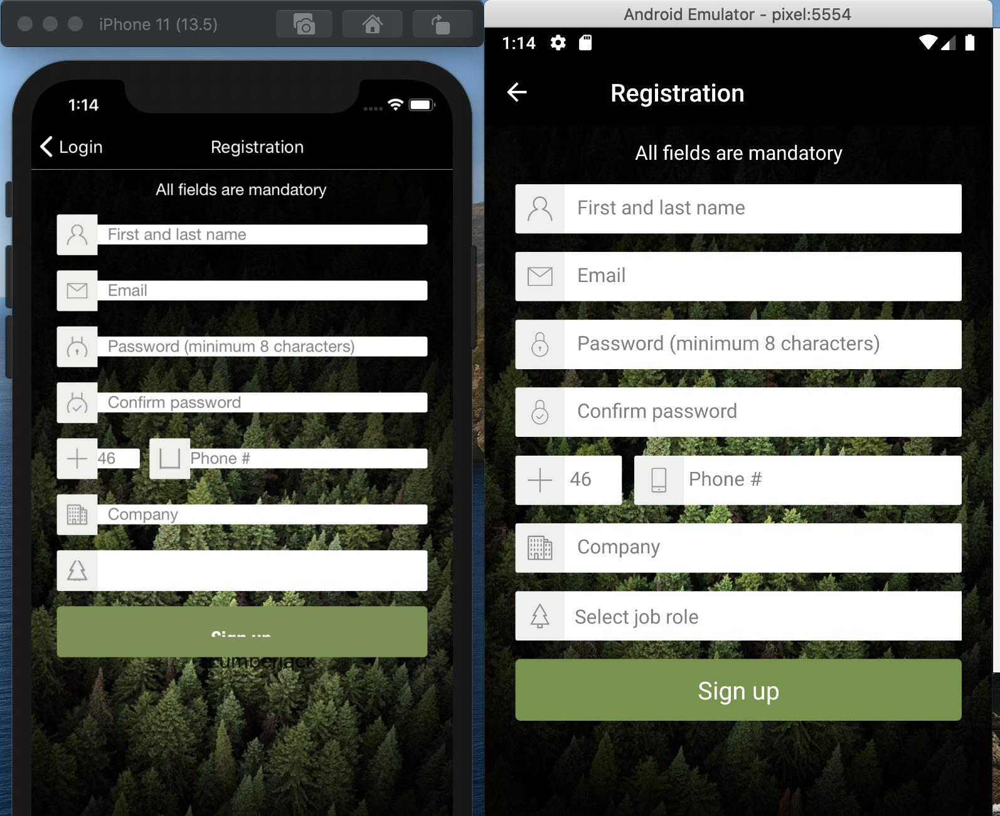 iPhone 11 (13.5)
1:14
Login
Registration
All fields are mandatory
First and last name
Email
Password (minimum 8 characters)
Confirm password
46
Phone #
Company
Sign up
Lumberjack
Android Emulator - pixel:5554
1:14
Registration
All fields are mandatory
First and last name
Email
Password (minimum 8 characters)
Confirm password
46
Phone #
Company
Select job role
Sign up